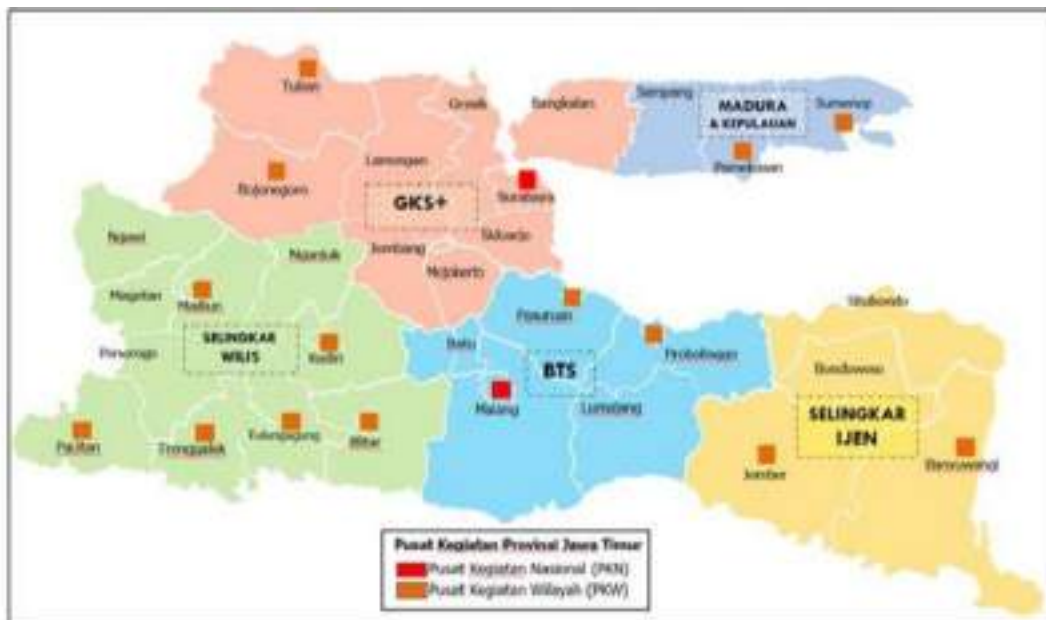 Tuban
Gresik
Bangkalan
Sampang
MADURA
& KEPULAUAN
Sumenep
Pamekasan
Lamongan
Bojonegoro
GKS+
Surabaya
Sidoarjo
Jombang
Mojokerto
Ngawi
Nganjuk
Magetan
Madiun
SELINGKAR
WILIS
Ponorogo
Kediri
Pacitan
Trenggalek
Tulungagung
Blitar
Batu
Pasuruan
BTS
Probolinggo
Malang
Lumajang
Situbondo
Bondowoso
SELINGKAR
IJEN
Jember
Banyuwangi
Pusat Kegiatan Provinsi Jawa Timur
Pusat Kegiatan Nasional (PKN)
Pusat Kegiatan Wilayah (PKW)